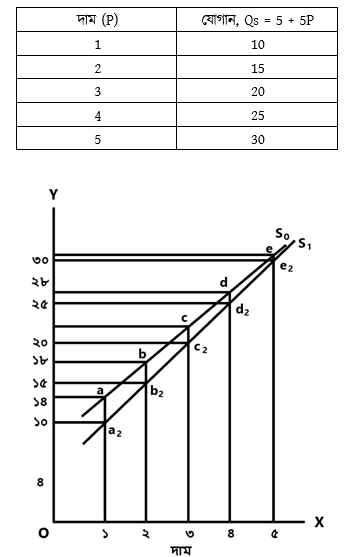 দাম (P) যোগান, Qs = 5 + 5P
1 10
2 15
3 20
4 25
5 30
Y
S₀
S₁
e
৩০
e₂
২৮
d
২৫
d₂
c
২০
c₂
১৮
b
১৫
b₂
a
১৪
১০
a₂
8
O ১ ২ ৩ ৪ ৫ X
দাম